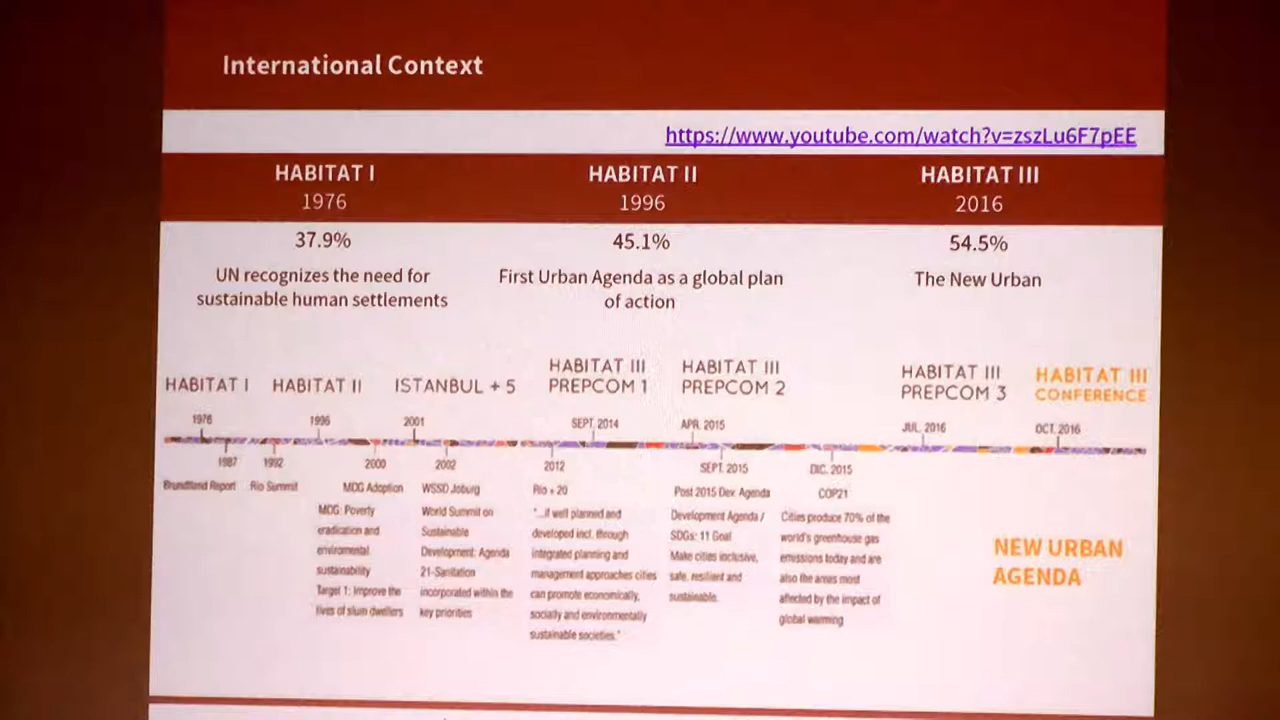 International Context
https://www.youtube.com/watch?v=zszLu6F7pEE
HABITAT I
1976
HABITAT II
1996
HABITAT III
2016
37.9%
45.1%
54.5%
UN recognizes the need for
sustainable human settlements
First Urban Agenda as a global plan
of action
The New Urban
HABITAT I
HABITAT II
ISTANBUL + 5
HABITAT III
PREPCOM 1
HABITAT III
PREPCOM 2
HABITAT III
PREPCOM 3
HABITAT III
CONFERENCE
1976
1996
2001
SEPT. 2014
APR. 2015
JUL. 2016
OCT. 2016
1987
1992
2000
2002
2012
SEPT. 2015
DIC. 2015
Brundtland Report
Rio Summit
MDG Adoption
MDG: Poverty
eradication and
enviromental
sustainability
Target 1: Improve the
lives of slum dwellers
WSSD Joburg
World Summit on
Sustainable
Development: Agenda
21-Sanitation
incorporated within the
key priorities
Rio + 20
"...if well planned and
developed incl. through
integrated planning and
management approaches cities
can promote economically,
socially and environmentally
sustainable societies."
Post 2015 Dev. Agenda
Development Agenda /
SDGs: 11 Goal
Make cities inclusive,
safe, resilient and
sustainable.
COP21
Cities produce 70% of the
world's greenhouse gas
emissions today and are
also the areas most
affected by the impact of
global warming
NEW URBAN
AGENDA